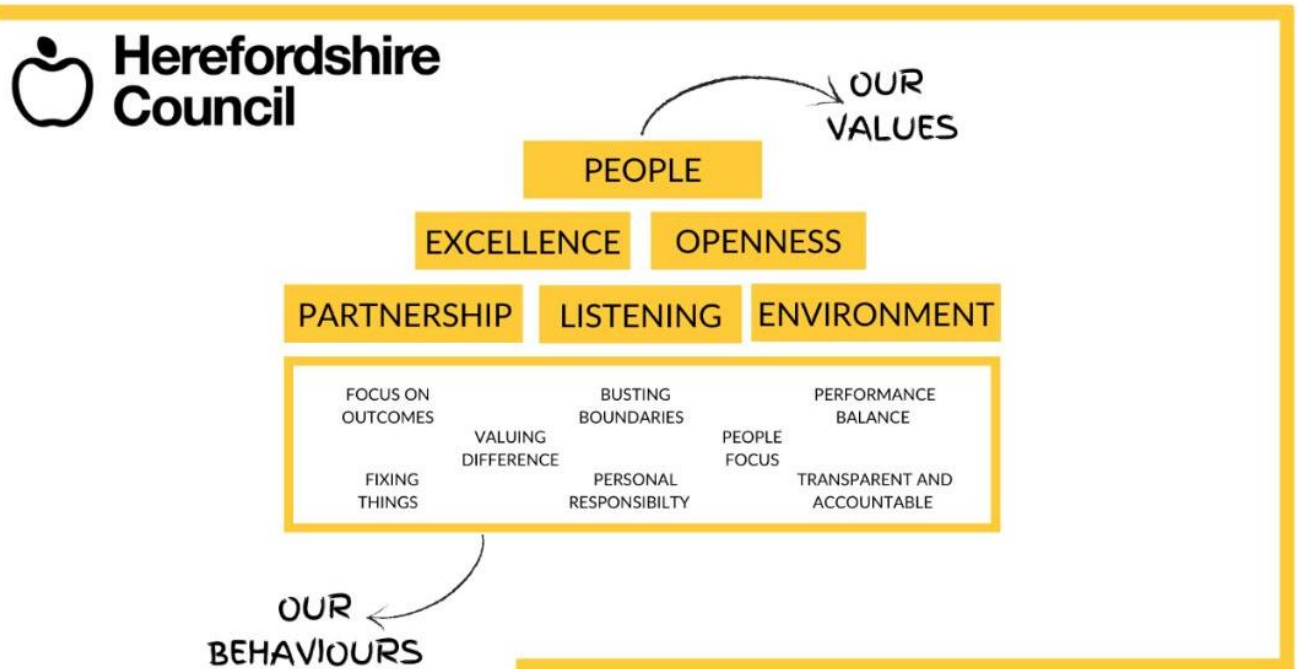 Herefordshire
Council
OUR
VALUES
PEOPLE
EXCELLENCE
OPENNESS
PARTNERSHIP
LISTENING
ENVIRONMENT
FOCUS ON
OUTCOMES
VALUING
DIFFERENCE
BUSTING
BOUNDARIES
PEOPLE
FOCUS
PERFORMANCE
BALANCE
FIXING
THINGS
PERSONAL
RESPONSIBILTY
TRANSPARENT AND
ACCOUNTABLE
OUR
BEHAVIOURS